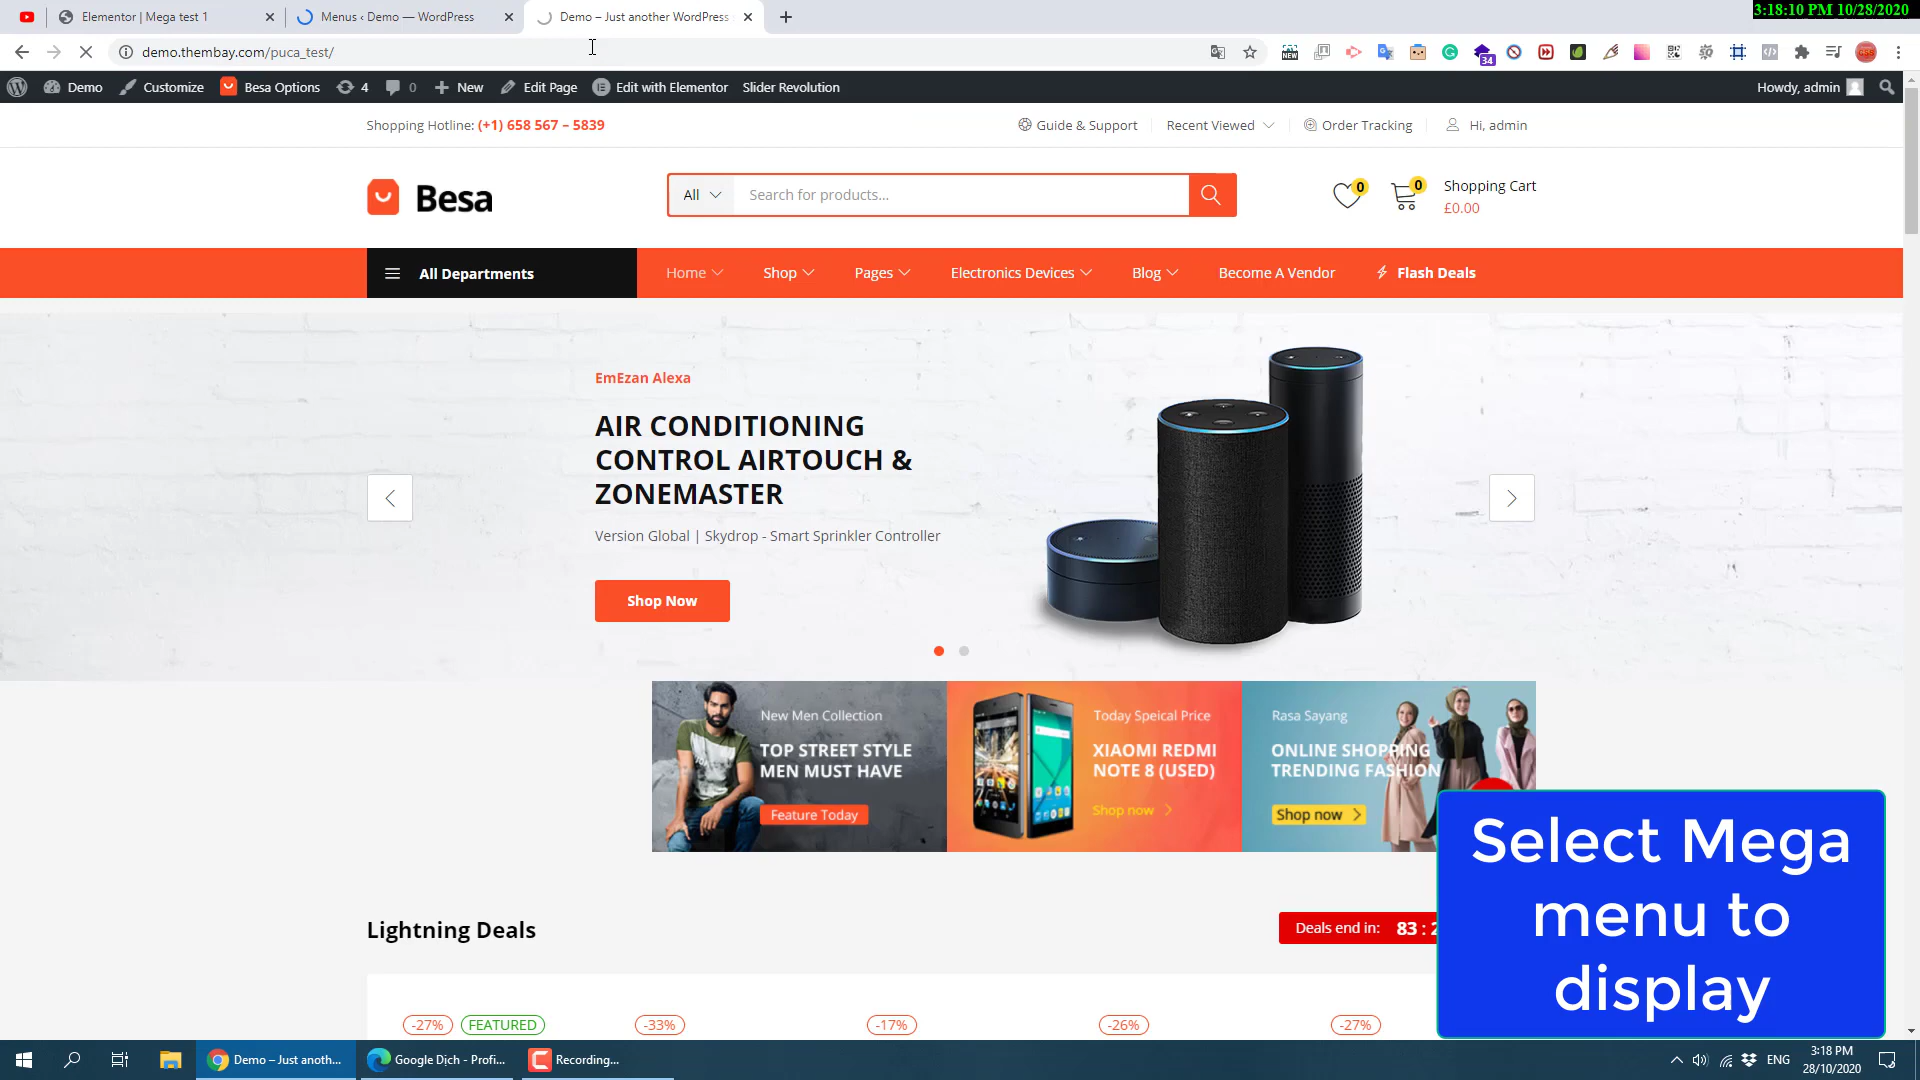 Elementor | Mega test 1
Menus ‹ Demo — WordPress
Demo – Just another WordPress
3:18:10 PM 10/28/2020
demo.thembay.com/puca_test/
NEW
34
Demo
Customize
Besa Options
4
0
New
Edit Page
Edit with Elementor
Slider Revolution
Howdy, admin
Shopping Hotline: (+1) 658 567 – 5839
Guide & Support
Recent Viewed
Order Tracking
Hi, admin
Besa
All
Search for products...
0
0
Shopping Cart
£0.00
All Departments
Home
Shop
Pages
Electronics Devices
Blog
Become A Vendor
Flash Deals
EmEzan Alexa
AIR CONDITIONING
CONTROL AIRTOUCH &
ZONEMASTER
Version Global | Skydrop - Smart Sprinkler Controller
Shop Now
New Men Collection
TOP STREET STYLE
MEN MUST HAVE
Feature Today
Today Speical Price
XIAOMI REDMI
NOTE 8 (USED)
Shop now
Rasa Sayang
ONLINE SHOPPING
TRENDING FASHION
Shop now
Select Mega
menu to
display
Lightning Deals
Deals end in: 83 :
-27%
FEATURED
-33%
-17%
-26%
-27%
Demo – Just anoth...
Google Dịch - Profi...
Recording...
ENG
3:18 PM
28/10/2020